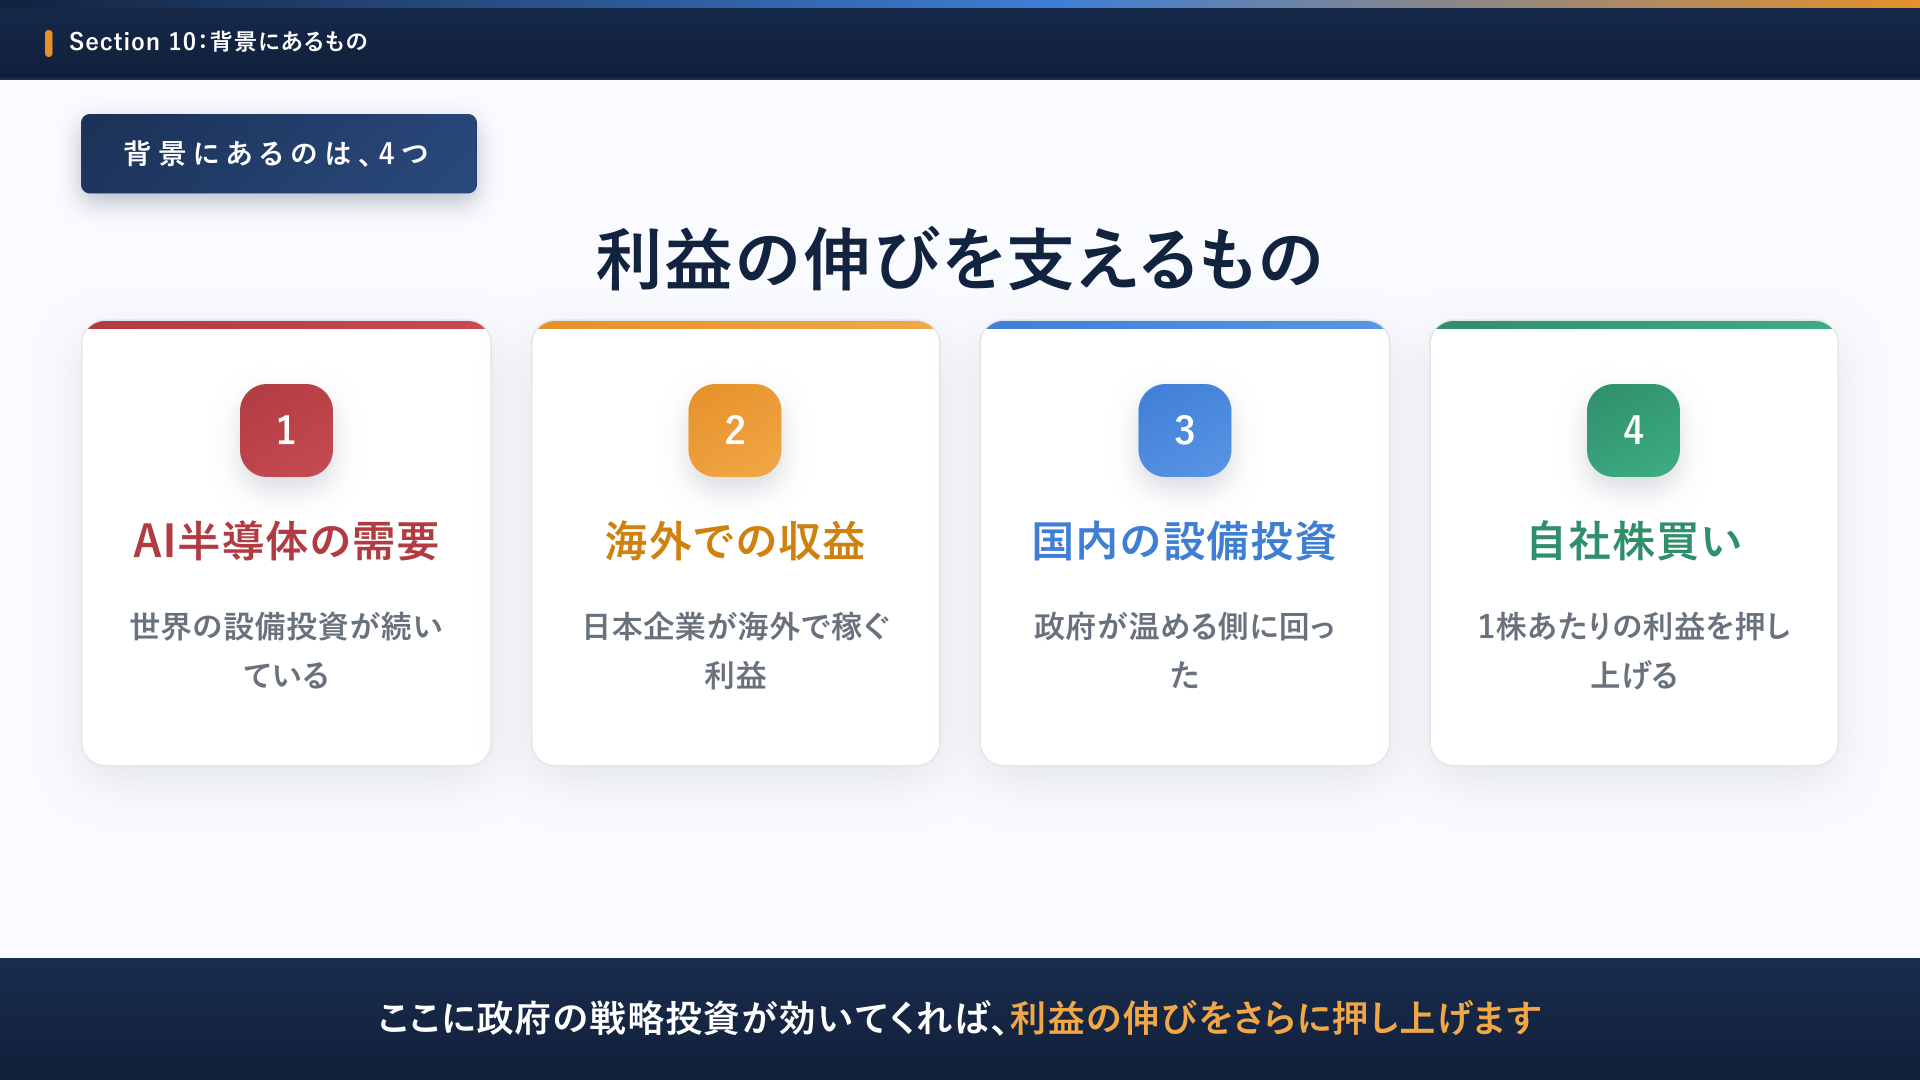 Section 10：背景にあるもの
背景にあるのは、4つ
利益の伸びを支えるもの
1
AI半導体の需要
世界の設備投資が続い
ている
2
海外での収益
日本企業が海外で稼ぐ
利益
3
国内の設備投資
政府が温める側に回っ
た
4
自社株買い
1株あたりの利益を押し
上げる
ここに政府の戦略投資が効いてくれば、利益の伸びをさらに押し上げます